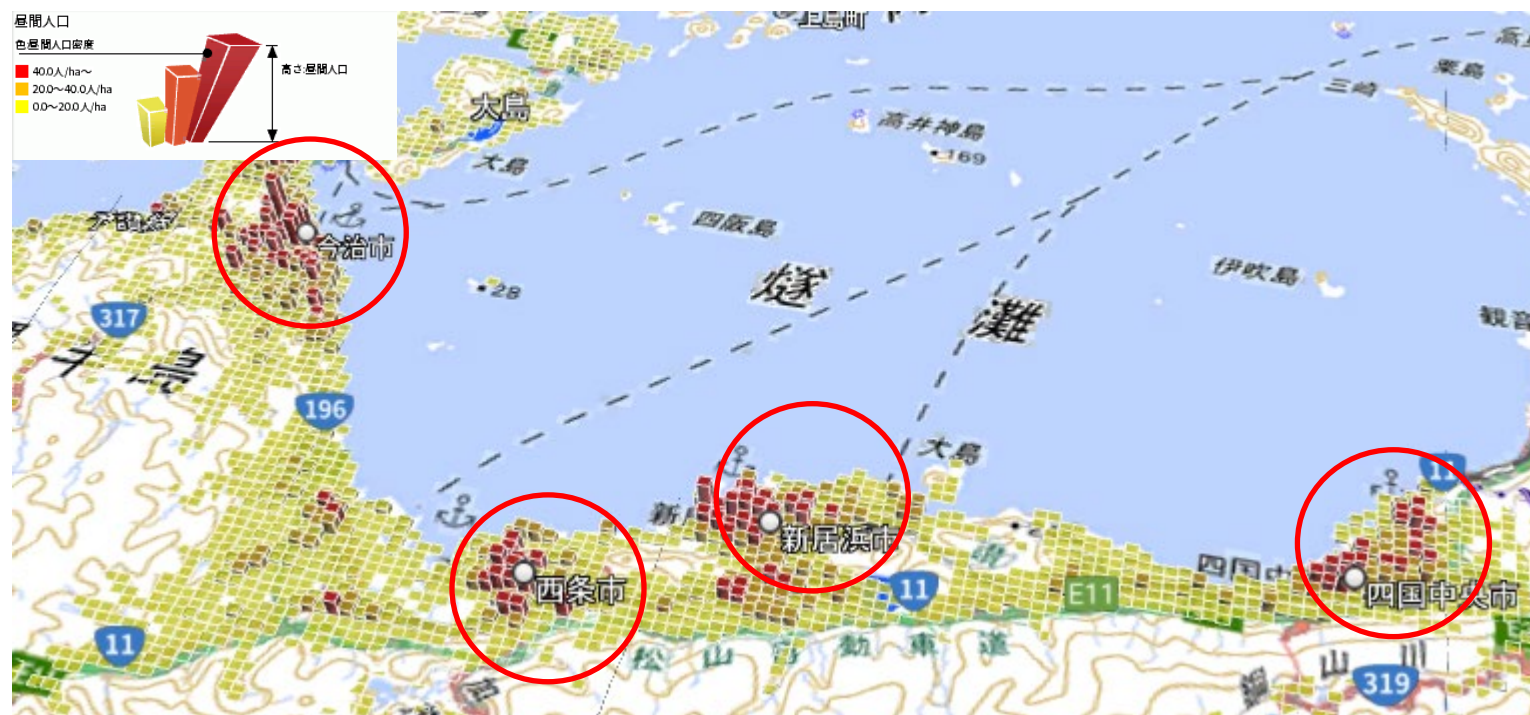 昼間人口
色:昼間人口密度
40.0人/ha～
20.0～40.0人/ha
0.0～20.0人/ha
高さ:昼間人口
上島町
大島
大島
高井神島
169
三崎
四阪島
28
伊吹島
今治市
燧
灘
317
196
大島
11
西条市
新居浜市
11
E11
四国中央市
11
松山自動車道
319